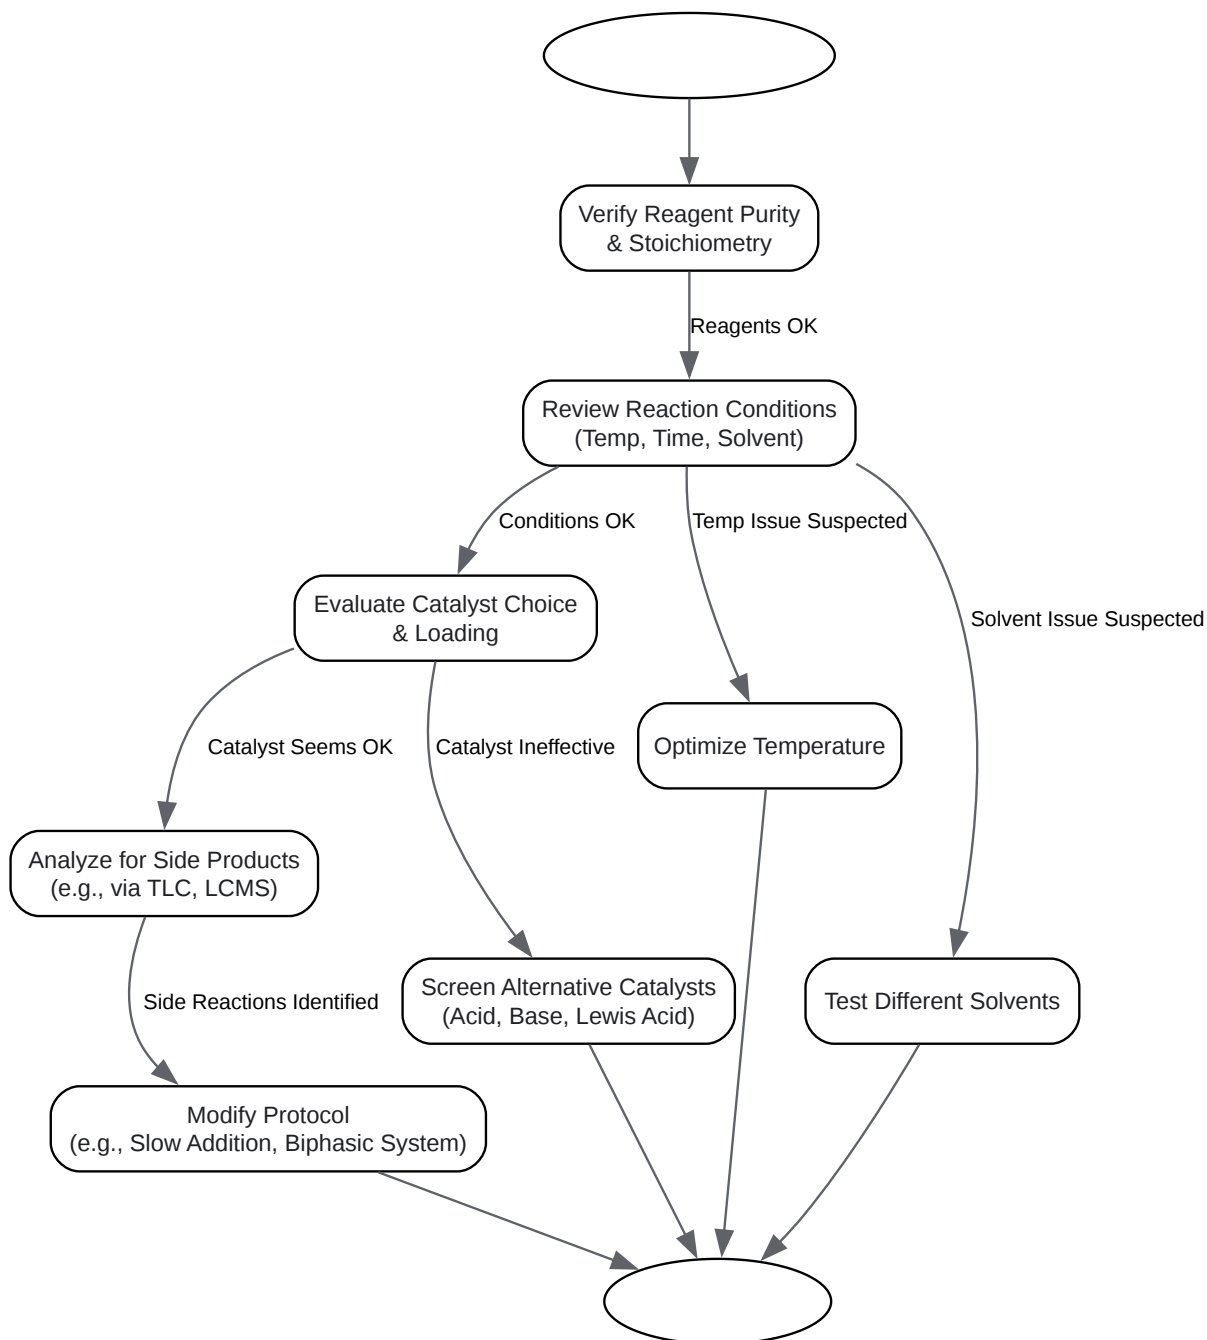 Verify Reagent Purity
& Stoichiometry
Reagents OK
Review Reaction Conditions
(Temp, Time, Solvent)
Conditions OK
Temp Issue Suspected
Evaluate Catalyst Choice
& Loading
Solvent Issue Suspected
Catalyst Seems OK
Catalyst Ineffective
Optimize Temperature
Analyze for Side Products
(e.g., via TLC, LCMS)
Side Reactions Identified
Screen Alternative Catalysts
(Acid, Base, Lewis Acid)
Test Different Solvents
Modify Protocol
(e.g., Slow Addition, Biphasic System)